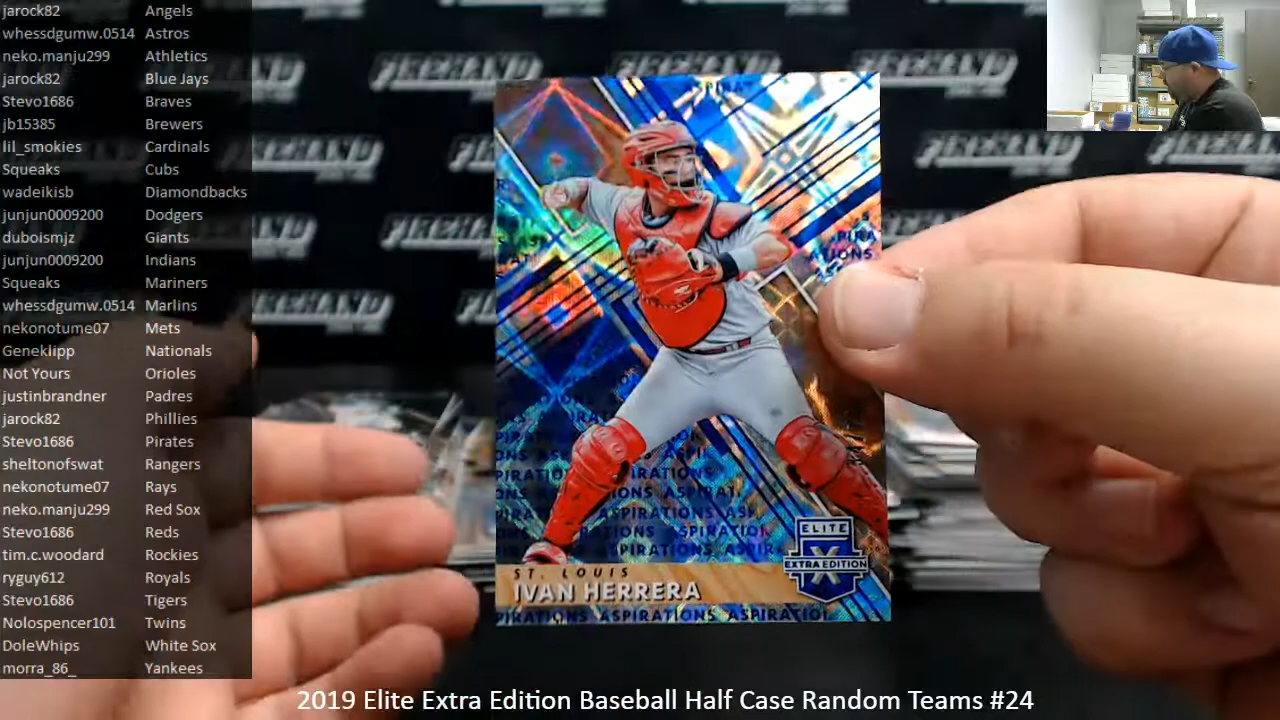 jarock82 Angels
whessdgumw.0514 Astros
neko.manju299 Athletics
jarock82 Blue Jays
Stevo1686 Braves
jb15385 Brewers
lil_smokies Cardinals
Squeaks Cubs
wadeikisb Diamondbacks
junjun0009200 Dodgers
duboismjz Giants
junjun0009200 Indians
Squeaks Mariners
whessdgumw.0514 Marlins
nekonotume07 Mets
Geneklipp Nationals
Not Yours Orioles
justinbrandner Padres
jarock82 Phillies
Stevo1686 Pirates
sheltonofswat Rangers
nekonotume07 Rays
neko.manju299 Red Sox
Stevo1686 Reds
tim.c.woodard Rockies
ryguy612 Royals
Stevo1686 Tigers
Nolospencer101 Twins
DoleWhips White Sox
morra_86_ Yankees
FIREHAND
ASPIRATIONS
ELITE
EXTRA EDITION
X
ST. LOUIS
IVAN HERRERA
ASPIRATIONS ASPIRATIONS
2019 Elite Extra Edition Baseball Half Case Random Teams #24